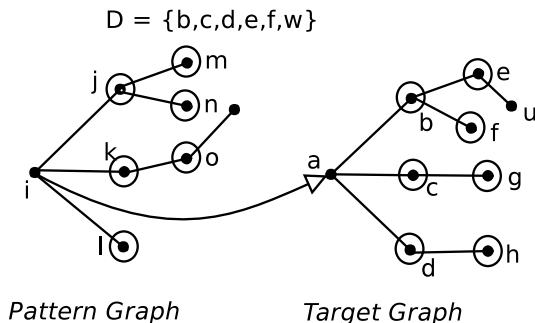 D = {b,c,d,e,f,w}
m
j
e
n
b
u
f
k
o
a
i
c
g
l
d
h
Pattern Graph
Target Graph